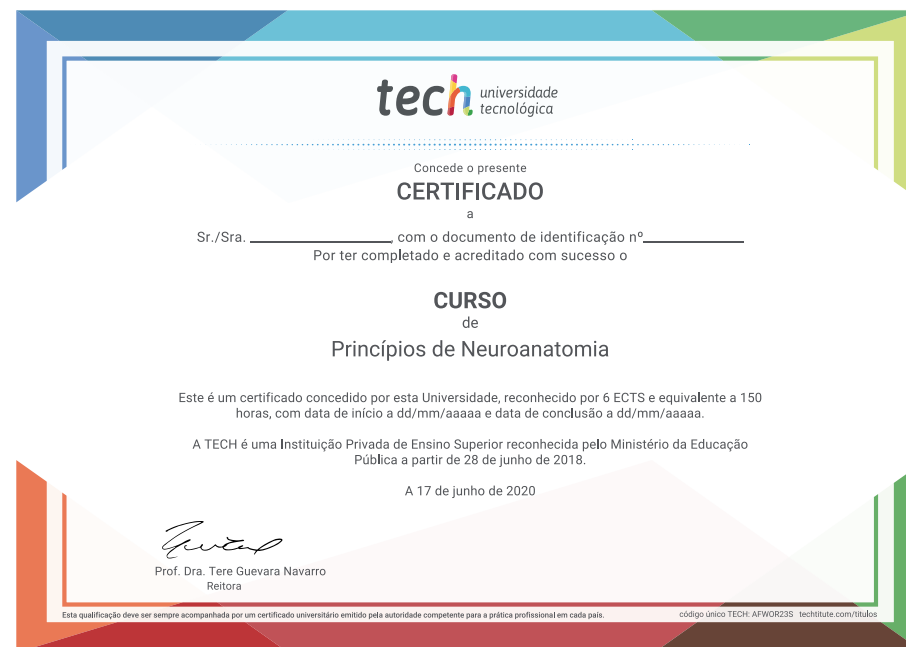 tech universidade
tecnológica
Concede o presente
CERTIFICADO
a
Sr./Sra. ____________________, com o documento de identificação nº______________
Por ter completado e acreditado com sucesso o
CURSO
de
Princípios de Neuroanatomia
Este é um certificado concedido por esta Universidade, reconhecido por 6 ECTS e equivalente a 150
horas, com data de início a dd/mm/aaaaa e data de conclusão a dd/mm/aaaaa.
A TECH é uma Instituição Privada de Ensino Superior reconhecida pelo Ministério da Educação
Pública a partir de 28 de junho de 2018.
A 17 de junho de 2020
Prof. Dra. Tere Guevara Navarro
Reitora
Esta qualificação deve ser sempre acompanhada por um certificado universitário emitido pela autoridade competente para a prática profissional em cada país.
código único TECH: AFWOR23S techtitute.com/titulos